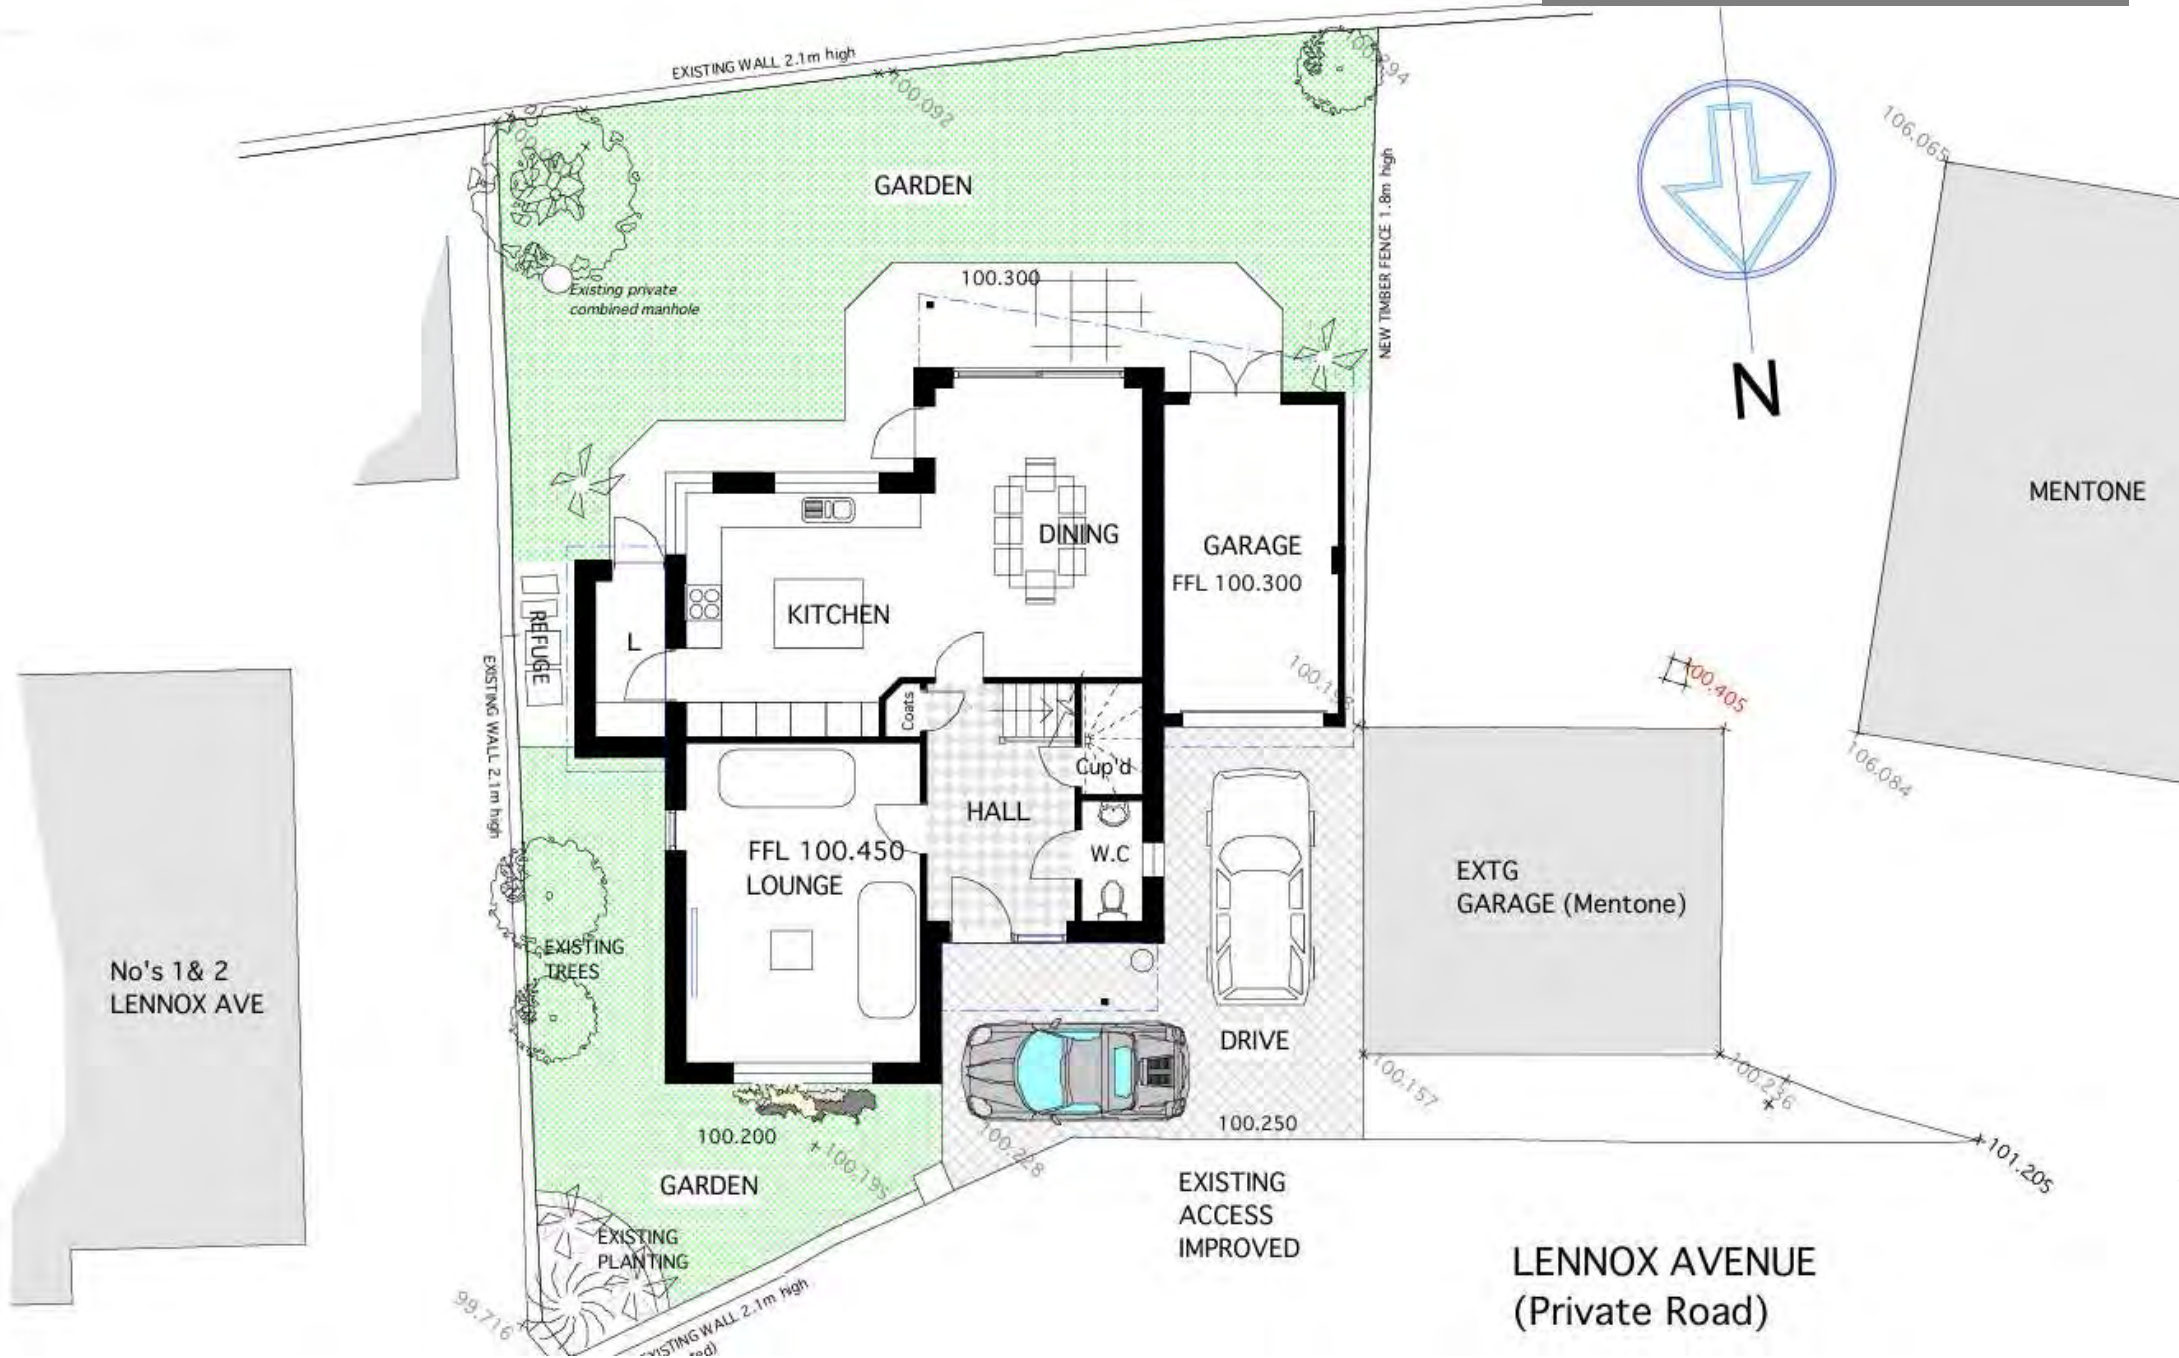 EXISTING WALL 2.1m high
100.092
100.294
GARDEN
NEW TIMBER FENCE 1.8m high
106.065
Existing private
combined manhole
100.300
N
MENTONE
DINING
GARAGE
FFL 100.300
KITCHEN
REFUGE
L
EXISTING WALL 2.1m high
Coats
100.405
106.084
Cup'd
HALL
W.C
FFL 100.450
LOUNGE
EXTG
GARAGE (Mentone)
EXISTING
TREES
No's 1& 2
LENNOX AVE
DRIVE
100.157
100.236
100.250
100.200
100.195
100.228
101.205
GARDEN
EXISTING
ACCESS
IMPROVED
EXISTING
PLANTING
LENNOX AVENUE
(Private Road)
99.716
EXISTING WALL 2.1m high